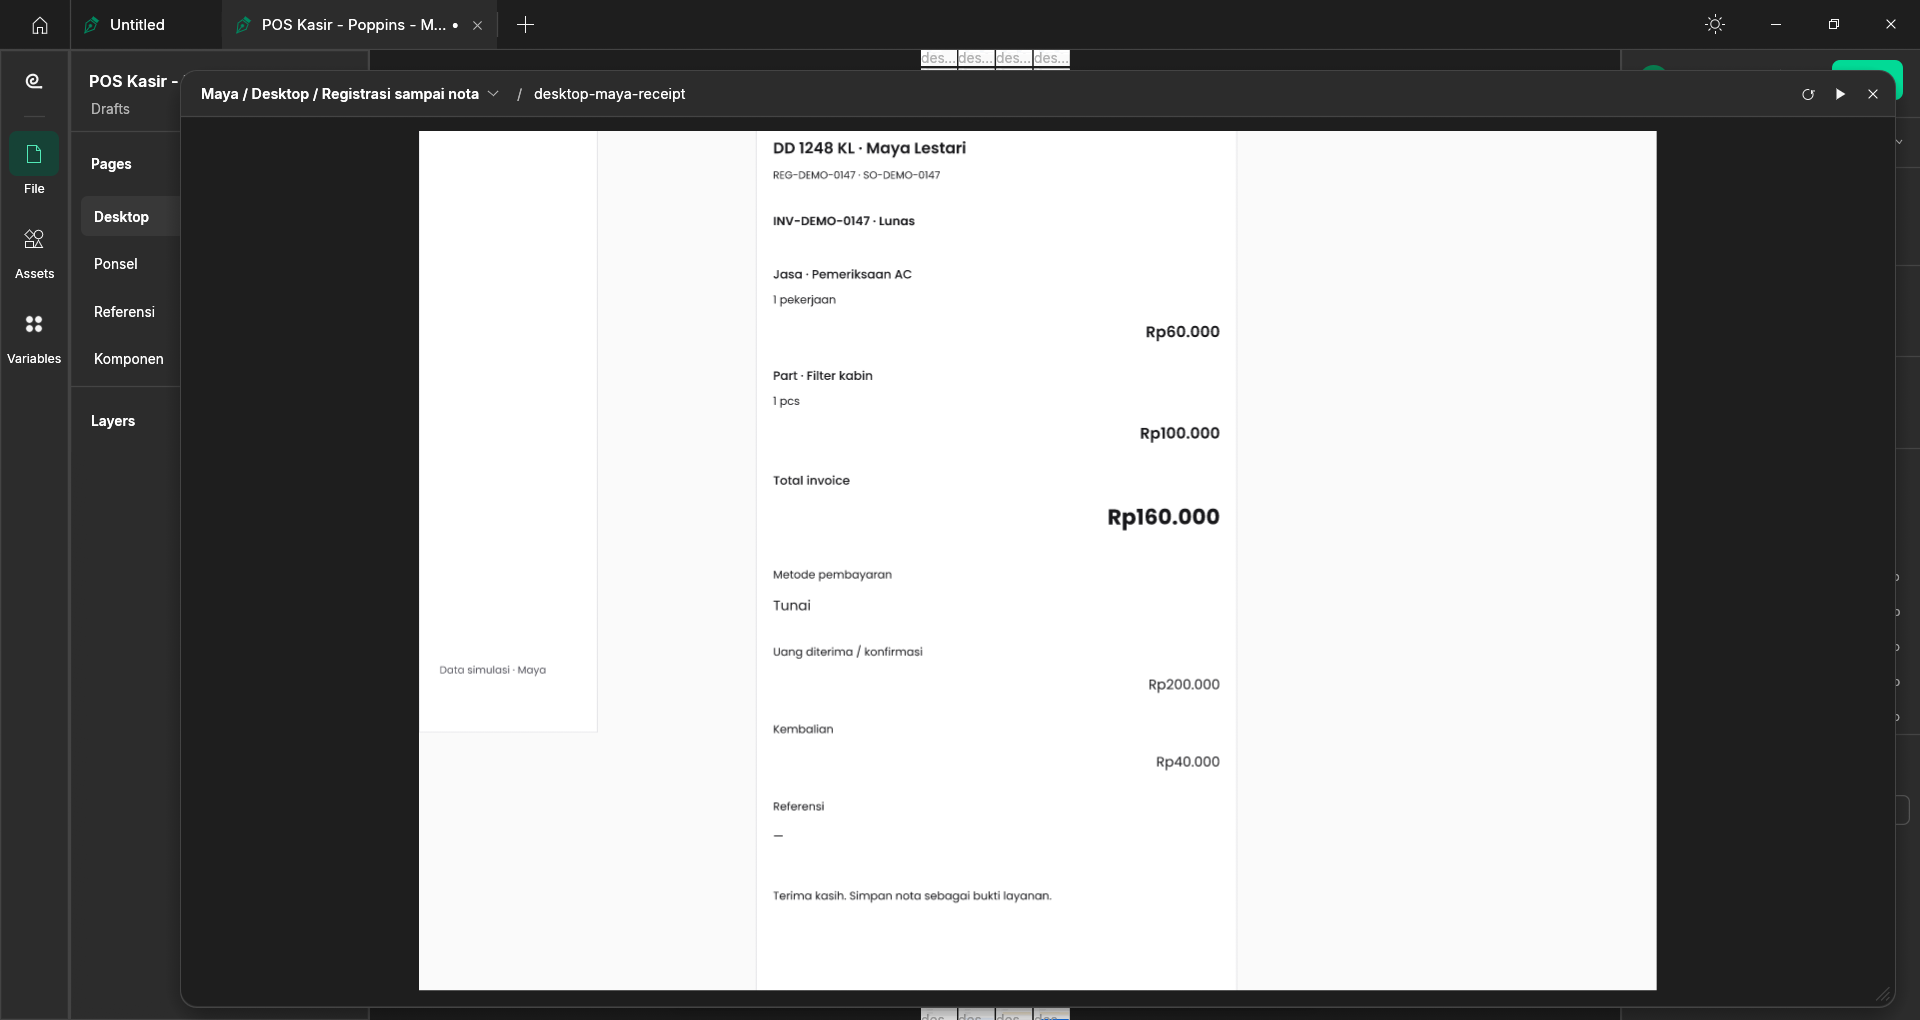 Untitled
POS Kasir - Poppins - M... •
des... des... des... des...
POS Kasir -
Drafts
Maya / Desktop / Registrasi sampai nota / desktop-maya-receipt
File
Assets
Variables
Pages
Desktop
Ponsel
Referensi
Komponen
Layers
Data simulasi · Maya
DD 1248 KL · Maya Lestari
REG-DEMO-0147 · SO-DEMO-0147
INV-DEMO-0147 · Lunas
Jasa · Pemeriksaan AC
1 pekerjaan
Rp60.000
Part · Filter kabin
1 pcs
Rp100.000
Total invoice
Rp160.000
Metode pembayaran
Tunai
Uang diterima / konfirmasi
Rp200.000
Kembalian
Rp40.000
Referensi
—
Terima kasih. Simpan nota sebagai bukti layanan.